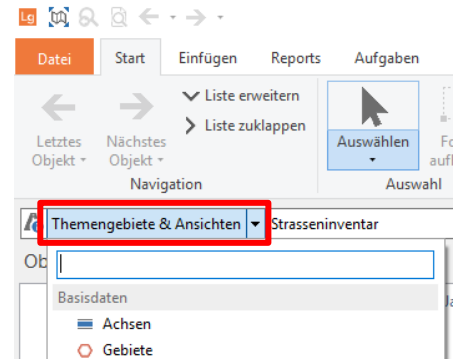 Lg
Datei Start Einfügen Reports Aufgaben
Liste erweitern
Liste zuklappen
Letztes Objekt
Nächstes Objekt
Auswählen
Navigation Auswahl
Themengebiete & Ansichten Strasseninventar
Ob
Basisdaten
Achsen
Gebiete